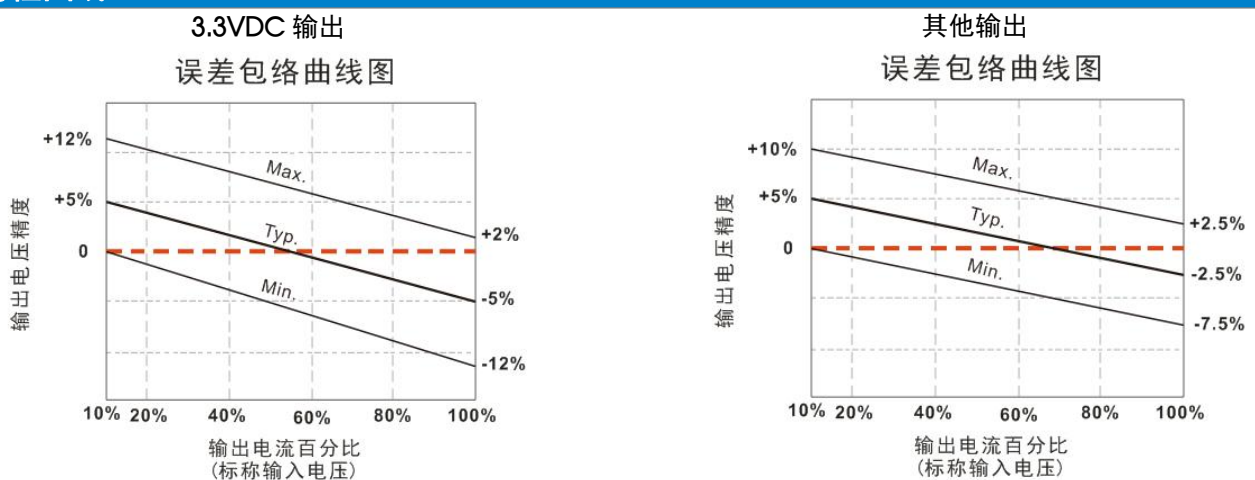 3.3VDC 输出
误差包络曲线图
+12%
+5%
0
+2%
-5%
-12%
Max.
Typ.
Min.
输出电压精度
10% 20% 40% 60% 80% 100%
输出电流百分比
(标称输入电压)
其他输出
误差包络曲线图
+10%
+5%
0
+2.5%
-2.5%
-7.5%
Max.
Typ.
Min.
输出电压精度
10% 20% 40% 60% 80% 100%
输出电流百分比
(标称输入电压)